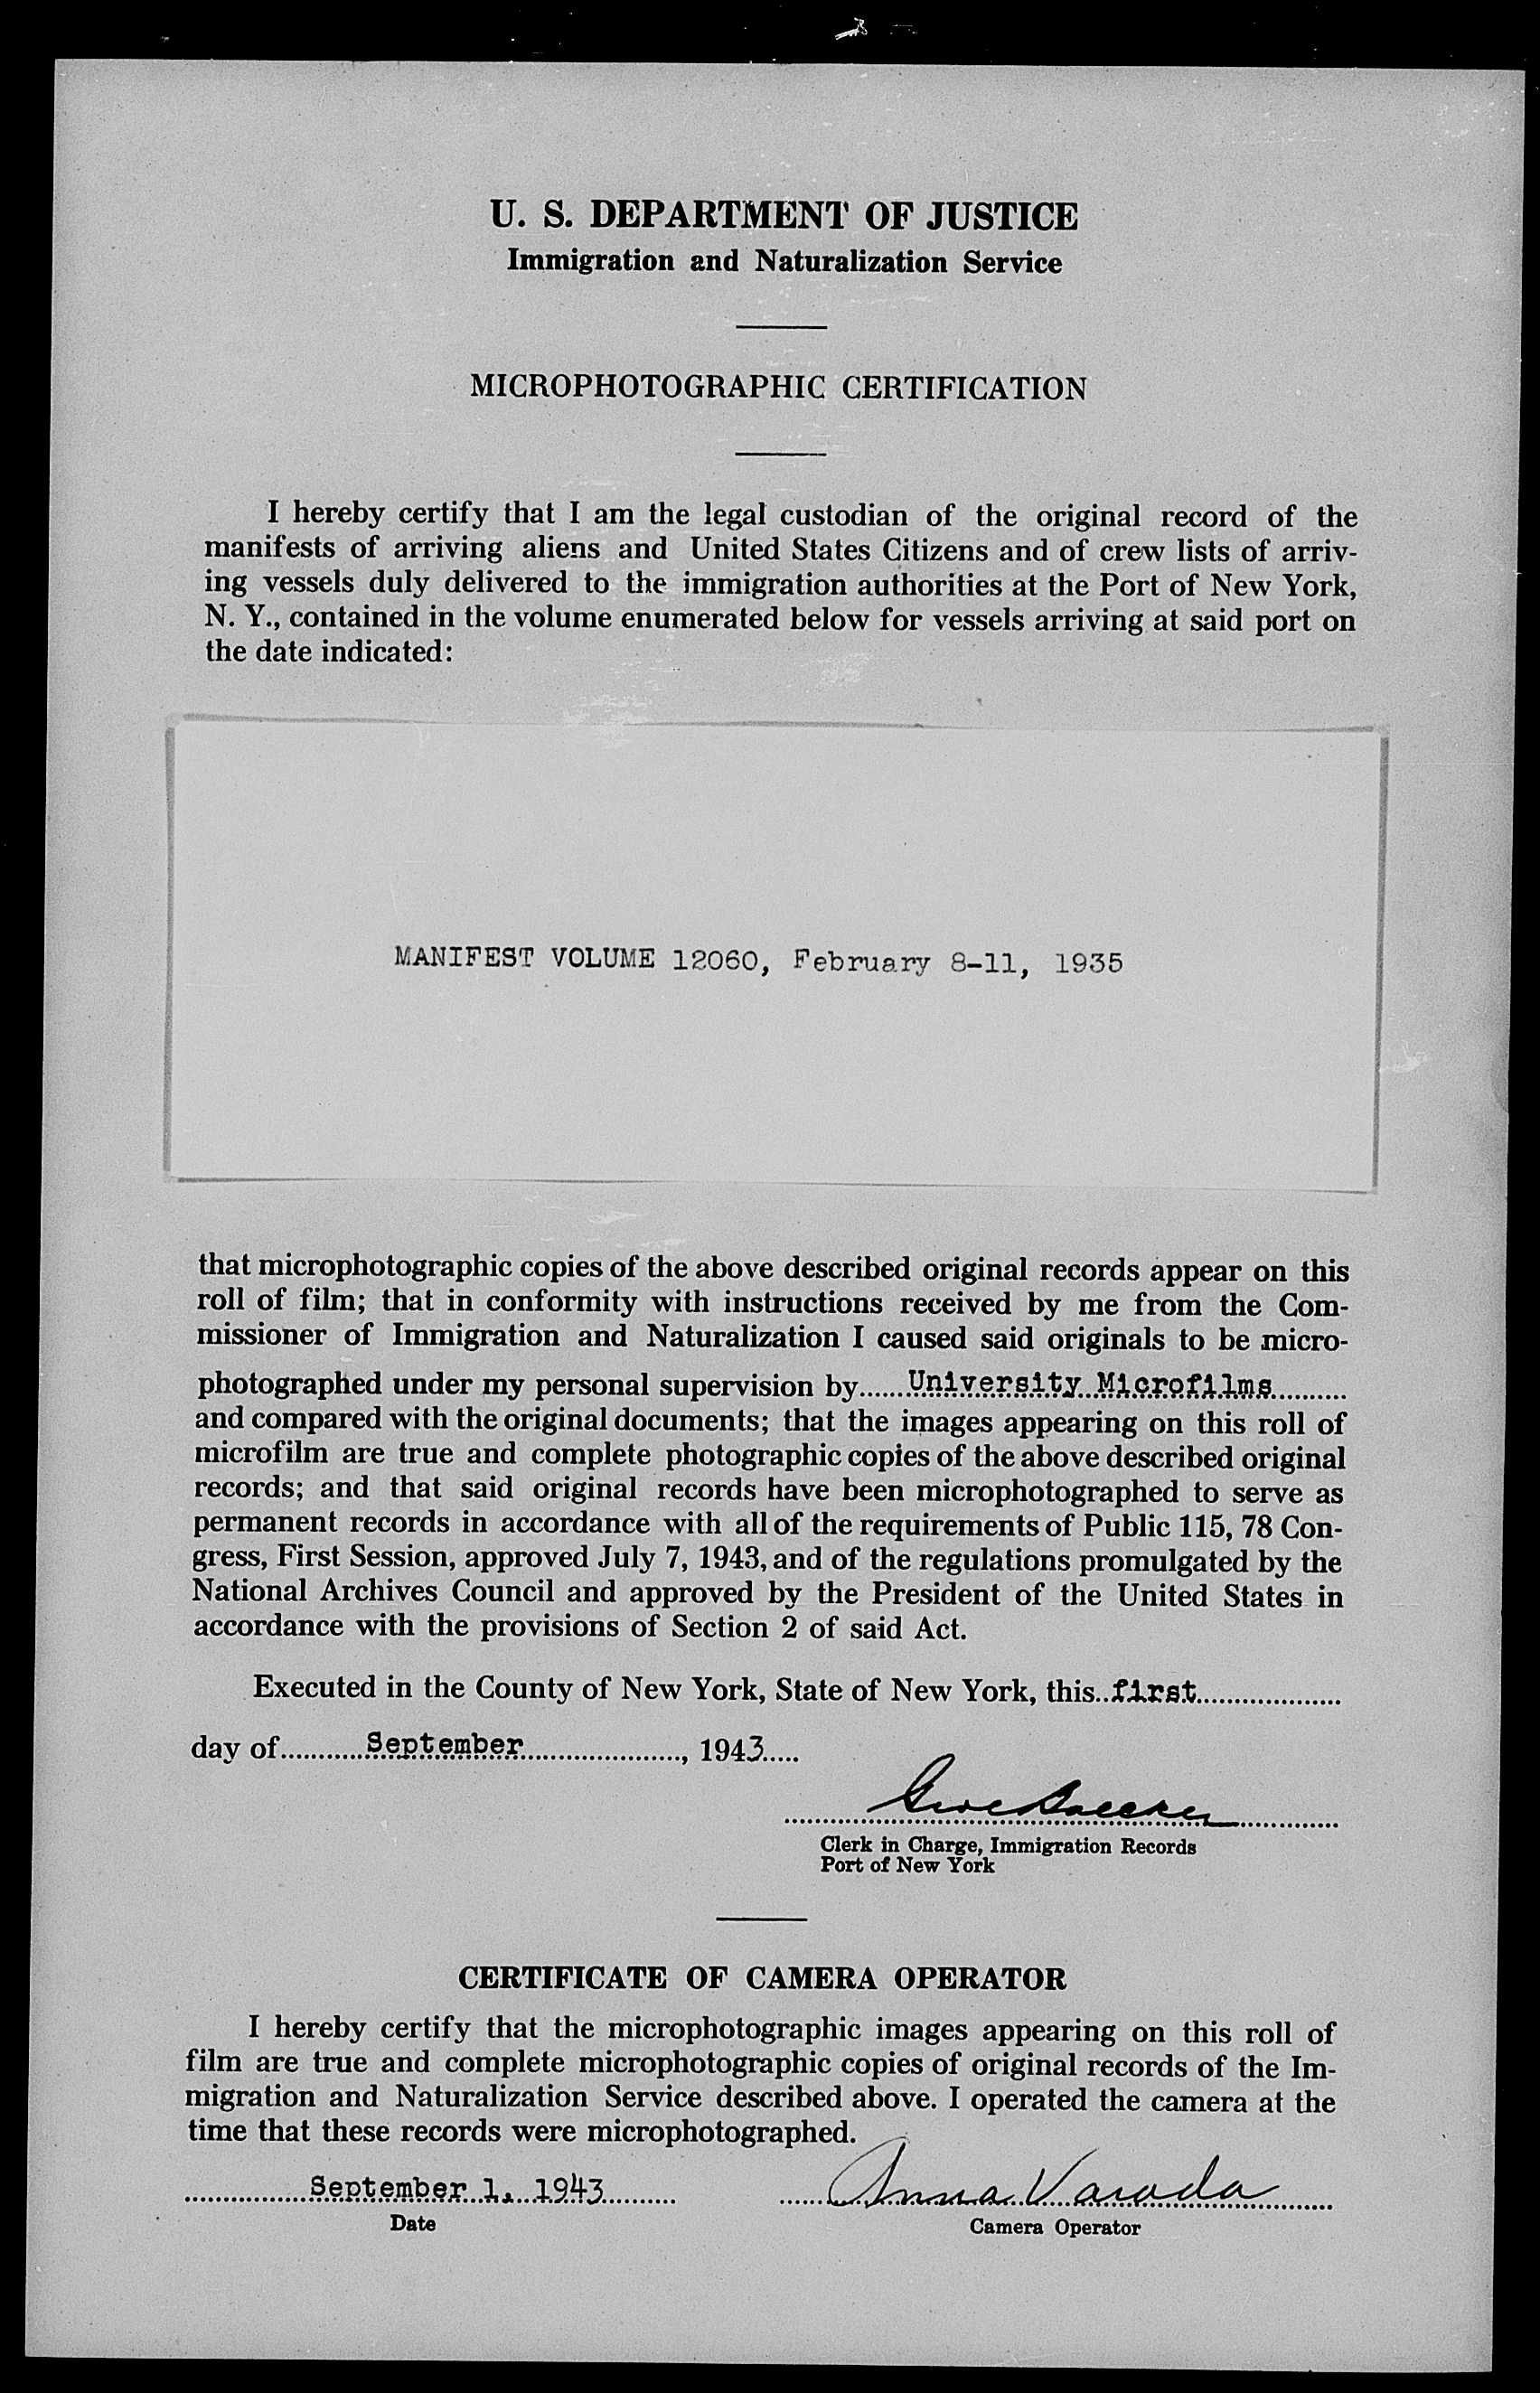 U. S. DEPARTMENT OF JUSTICE
Immigration and Naturalization Service
MICROPHOTOGRAPHIC CERTIFICATION
I hereby certify that I am the legal custodian of the original record of the
manifests of arriving aliens and United States Citizens and of crew lists of arriv-
ing vessels duly delivered to the immigration authorities at the Port of New York,
N. Y., contained in the volume enumerated below for vessels arriving at said port on
the date indicated:
MANIFEST VOLUME 12060, February 8-11, 1935
that microphotographic copies of the above described original records appear on this
roll of film; that in conformity with instructions received by me from the Com-
missioner of Immigration and Naturalization I caused said originals to be micro-
photographed under my personal supervision by......University Microfilms..........
and compared with the original documents; that the images appearing on this roll of
microfilm are true and complete photographic copies of the above described original
records; and that said original records have been microphotographed to serve as
permanent records in accordance with all of the requirements of Public 115, 78 Con-
gress, First Session, approved July 7, 1943, and of the regulations promulgated by the
National Archives Council and approved by the President of the United States in
accordance with the provisions of Section 2 of said Act.
Executed in the County of New York, State of New York, this..first...................
day of............September....................., 1943.....
Clerk in Charge, Immigration Records
Port of New York
CERTIFICATE OF CAMERA OPERATOR
I hereby certify that the microphotographic images appearing on this roll of
film are true and complete microphotographic copies of original records of the Im-
migration and Naturalization Service described above. I operated the camera at the
time that these records were microphotographed.
September 1, 1943 Anna Varada
Date Camera Operator